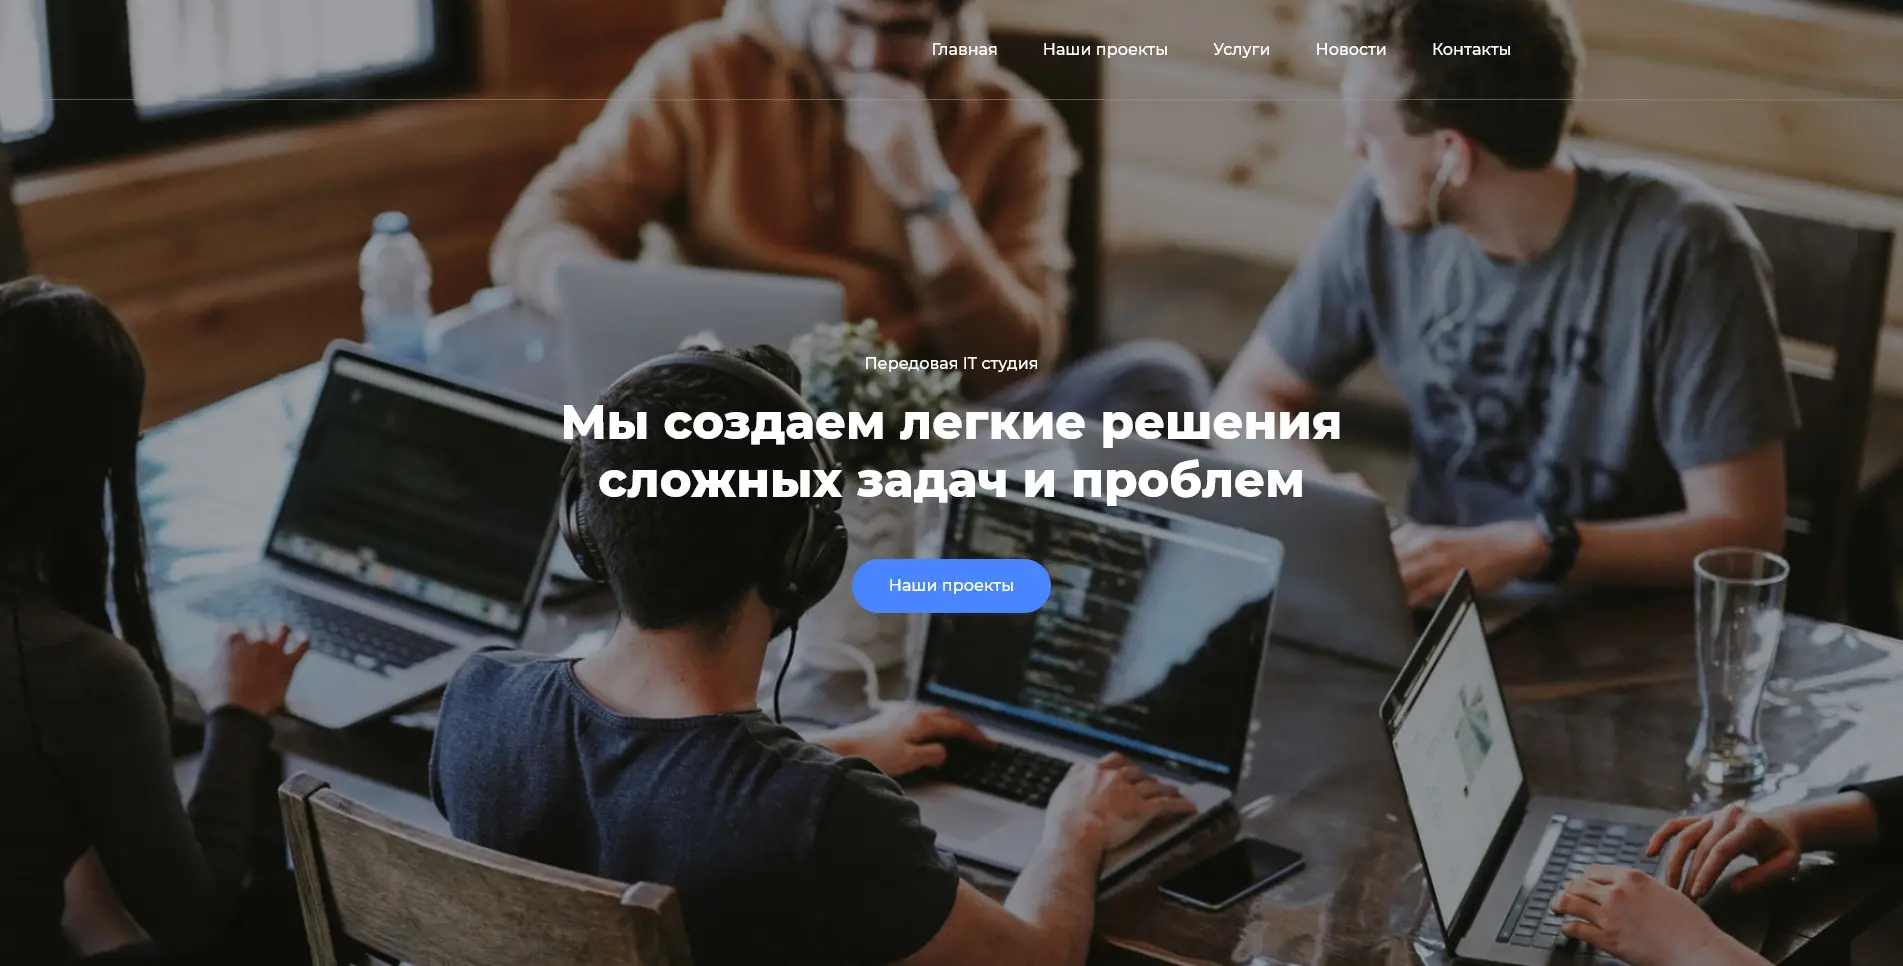 Главная Наши проекты Услуги Новости Контакты
Передовая IT студия
Мы создаем легкие решения
сложных задач и проблем
Наши проекты